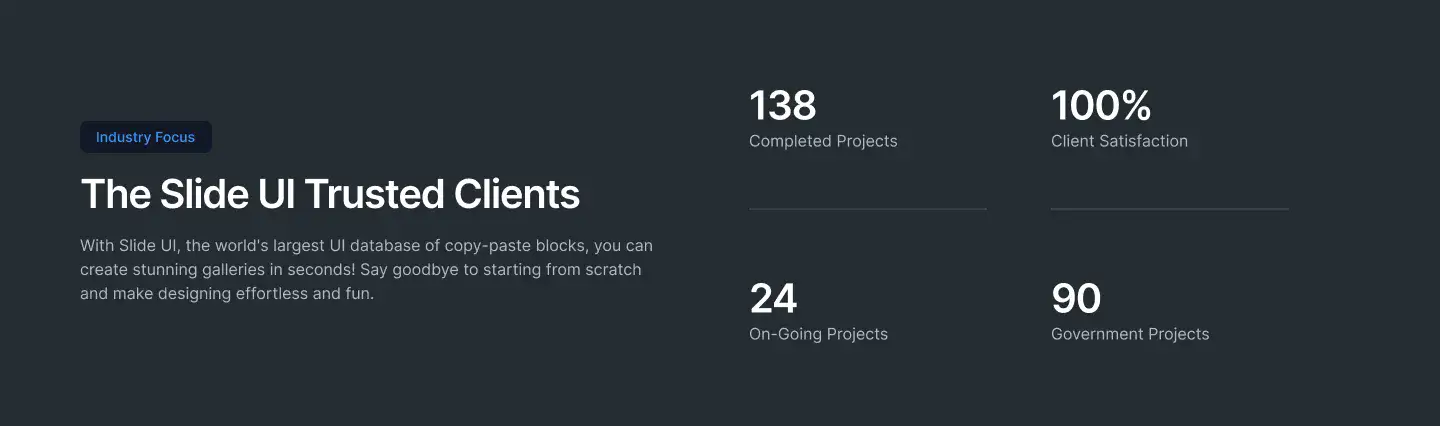 Industry Focus
The Slide UI Trusted Clients
With Slide UI, the world's largest UI database of copy-paste blocks, you can
create stunning galleries in seconds! Say goodbye to starting from scratch
and make designing effortless and fun.
138
Completed Projects
100%
Client Satisfaction
24
On-Going Projects
90
Government Projects